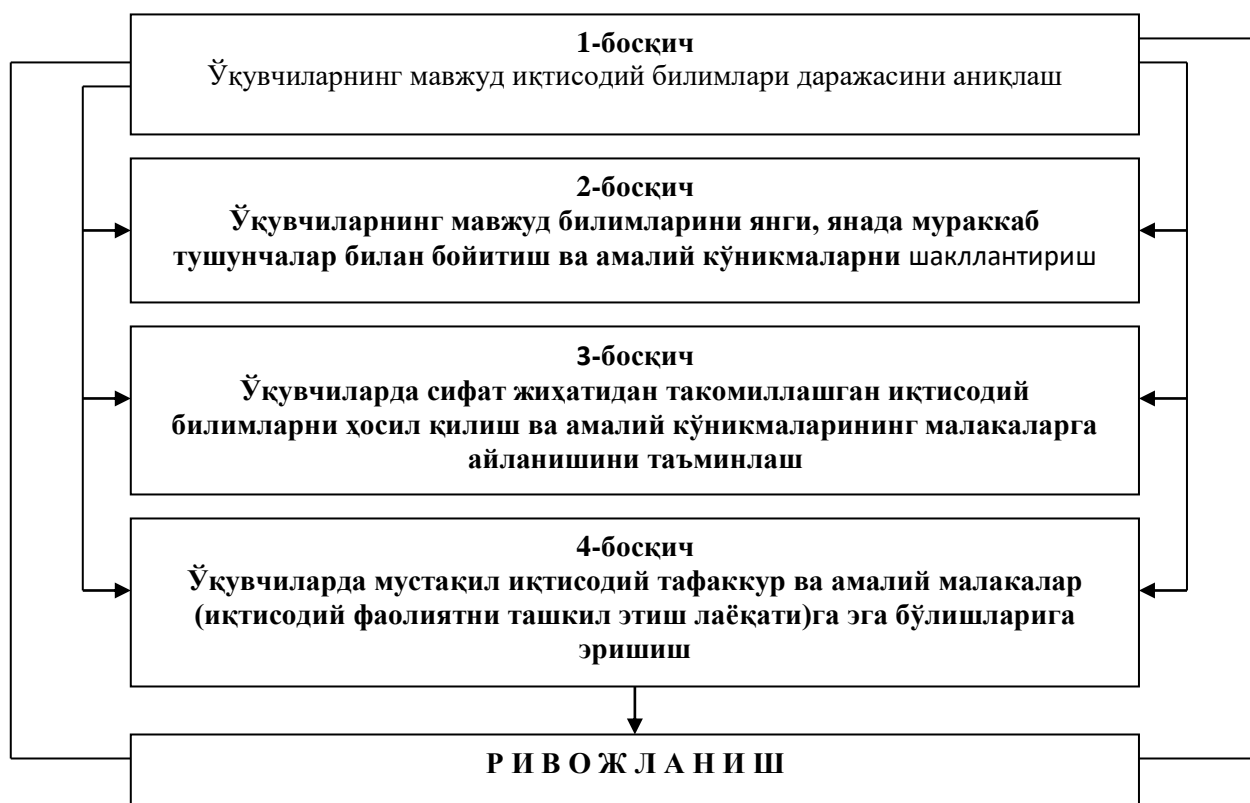 1-босқич
Ўқувчиларнинг мавжуд иқтисодий билимлари даражасини аниқлаш
2-босқич
Ўқувчиларнинг мавжуд билимларини янги, янада мураккаб
тушунчалар билан бойитиш ва амалий кўникмаларни шакллантириш
3-босқич
Ўқувчиларда сифат жиҳатидан такомиллашган иқтисодий
билимларни ҳосил қилиш ва амалий кўникмаларининг малакаларга
айланишини таъминлаш
4-босқич
Ўқувчиларда мустақил иқтисодий тафаккур ва амалий малакалар
(иқтисодий фаолиятни ташкил этиш лаёқати)га эга бўлишларига
эришиш
Р И В О Ж Л А Н И Ш